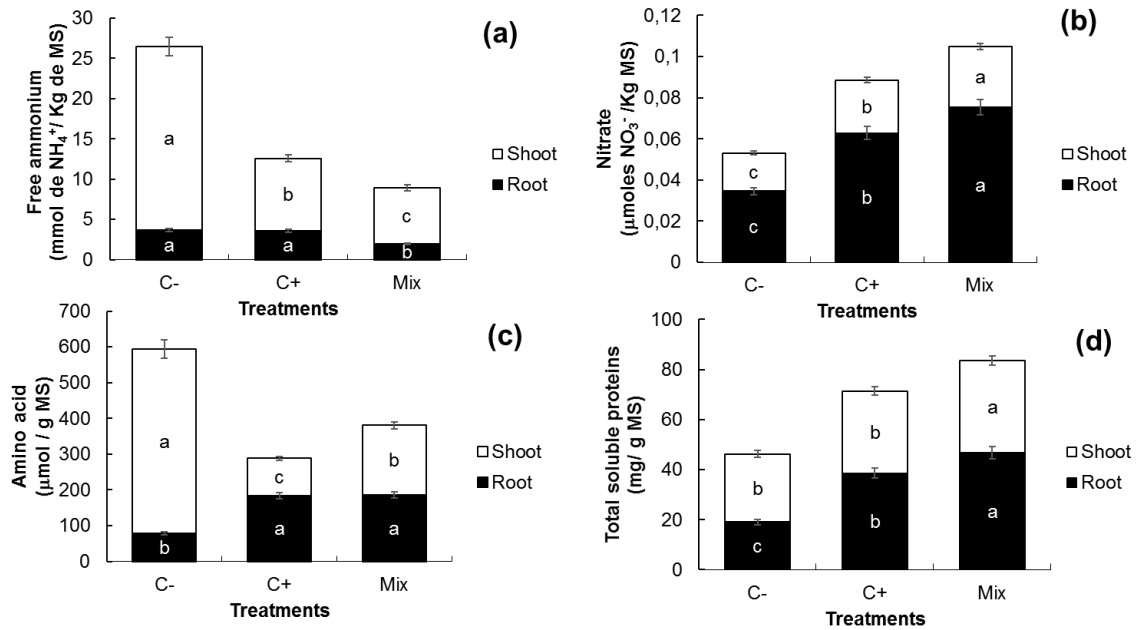 Free ammonium
(mmol de NH₄⁺/ Kg de MS)
30
25
20
15
10
5
0
(a)
a
b
c
a
a
b
Shoot
Root
C-
C+
Mix
Treatments
Nitrate
(µmoles NO₃⁻ /Kg MS)
0,12
0,1
0,08
0,06
0,04
0,02
0
(b)
c
b
a
c
b
a
Shoot
Root
C-
C+
Mix
Treatments
Amino acid
(µmol / g MS)
700
600
500
400
300
200
100
0
(c)
a
c
b
b
a
a
Shoot
Root
C-
C+
Mix
Treatments
Total soluble proteins
(mg/ g MS)
100
80
60
40
20
0
(d)
b
b
a
c
b
a
Shoot
Root
C-
C+
Mix
Treatments